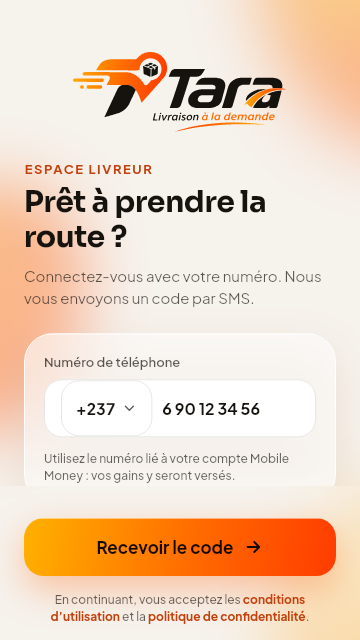 Tara
Livraison à la demande
ESPACE LIVREUR
Prêt à prendre la
route ?
Connectez-vous avec votre numéro. Nous
vous envoyons un code par SMS.
Numéro de téléphone
+237 6 90 12 34 56
Utilisez le numéro lié à votre compte Mobile
Money : vos gains y seront versés.
Recevoir le code →
En continuant, vous acceptez les conditions
d'utilisation et la politique de confidentialité.